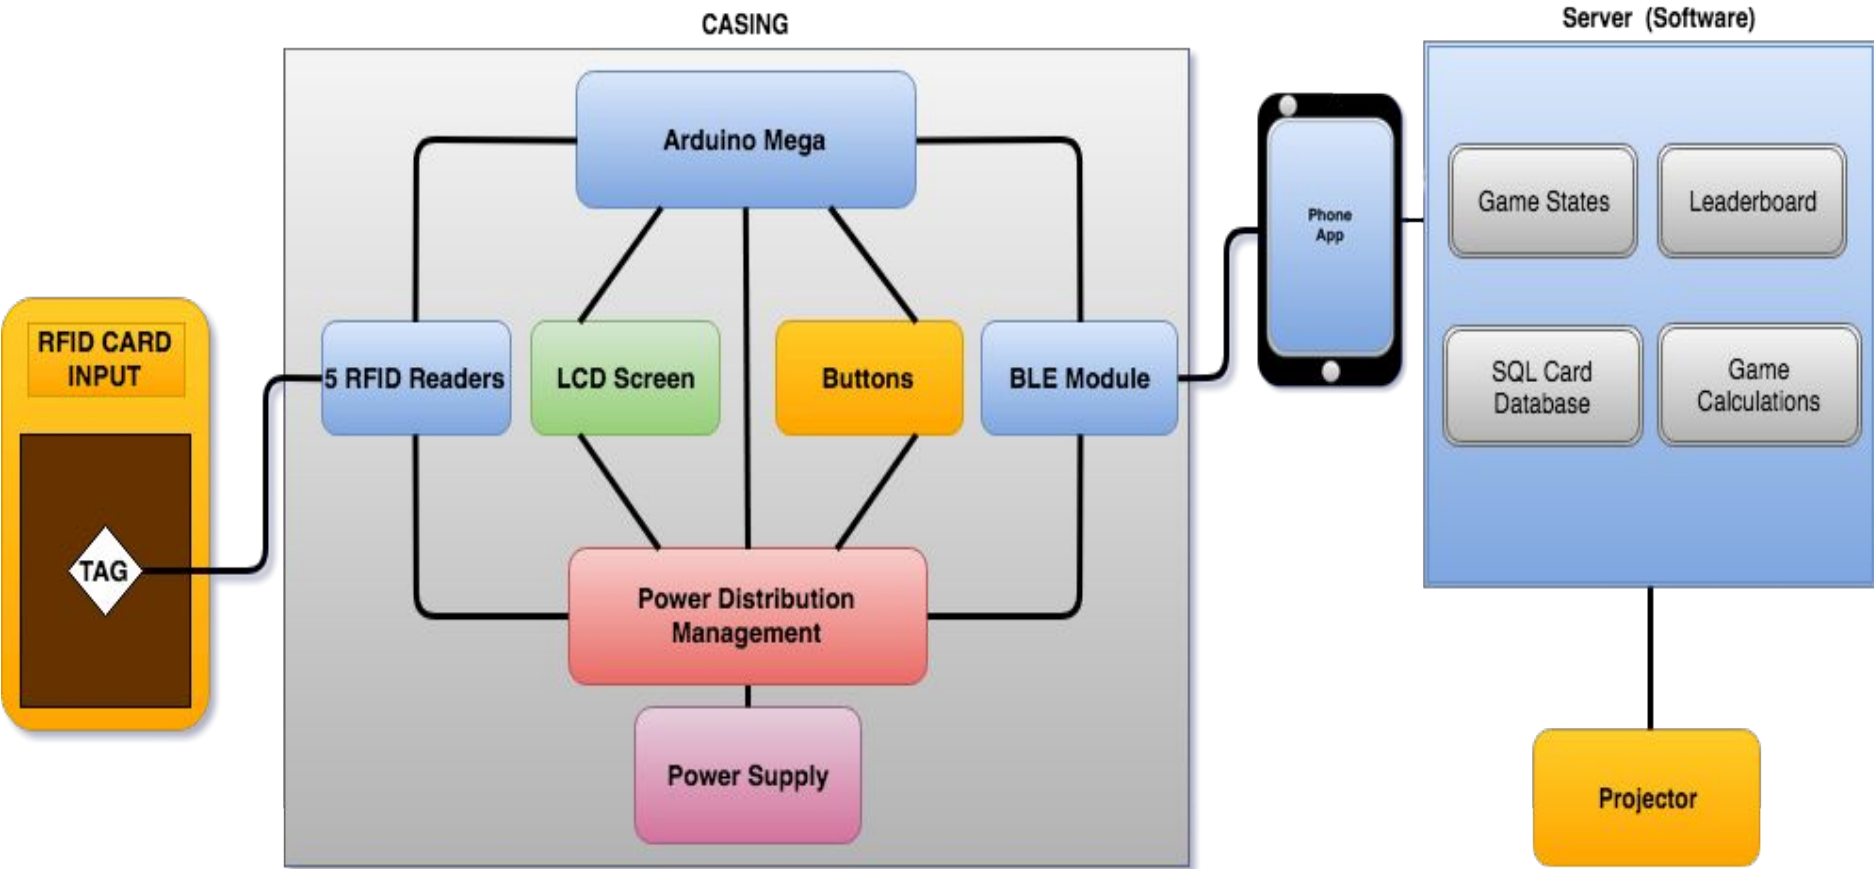 CASING
Server (Software)
Arduino Mega
Phone
App
Game States
Leaderboard
RFID CARD
INPUT
5 RFID Readers
LCD Screen
Buttons
BLE Module
SQL Card
Database
Game
Calculations
TAG
Power Distribution
Management
Power Supply
Projector